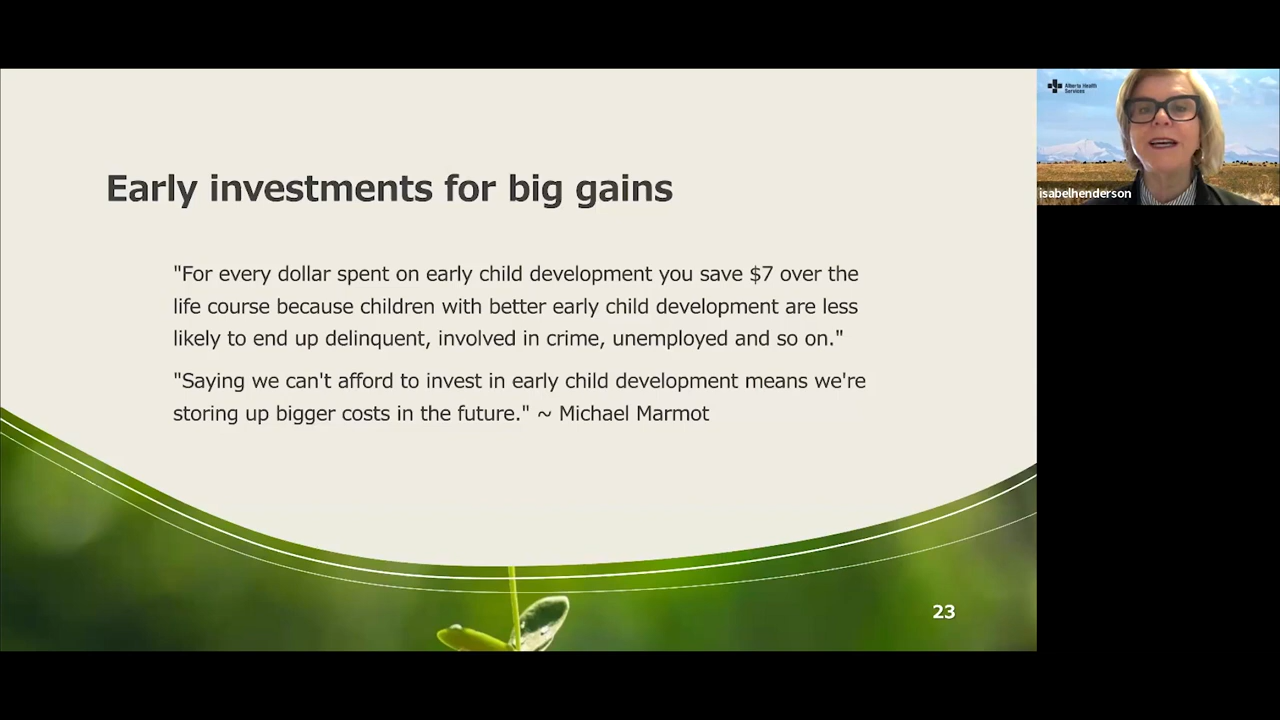 Early investments for big gains
"For every dollar spent on early child development you save $7 over the
life course because children with better early child development are less
likely to end up delinquent, involved in crime, unemployed and so on."
"Saying we can't afford to invest in early child development means we're
storing up bigger costs in the future." ~ Michael Marmot
23
Alberta Health
Services
isabelhenderson